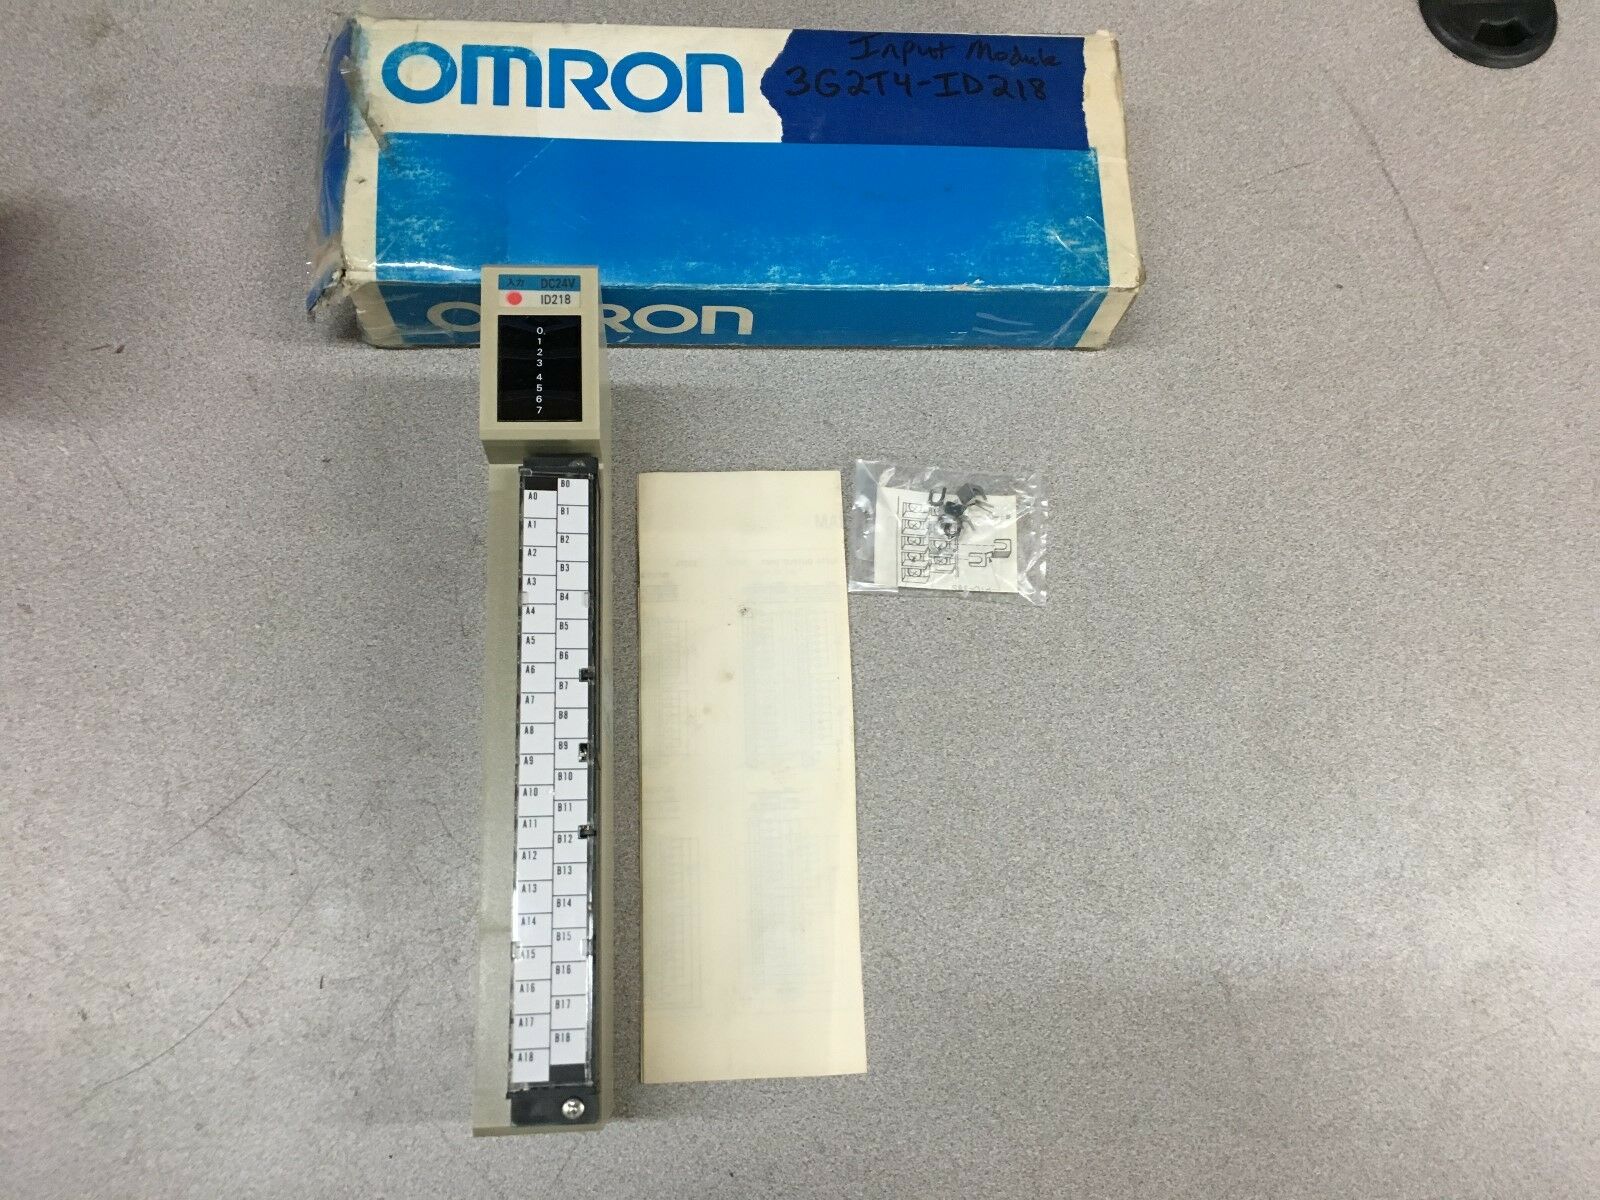 OMRON
Input Module
3G2T4-ID218
OMRON
入力 DC24V
ID218
0
1
2
3
4
5
6
7
A0
B0
A1
B1
A2
B2
A3
B3
A4
B4
A5
B5
A6
B6
A7
B7
A8
B8
A9
B9
A10
B10
A11
B11
A12
B12
A13
B13
A14
B14
A15
B15
A16
B16
A17
B17
A18
B18